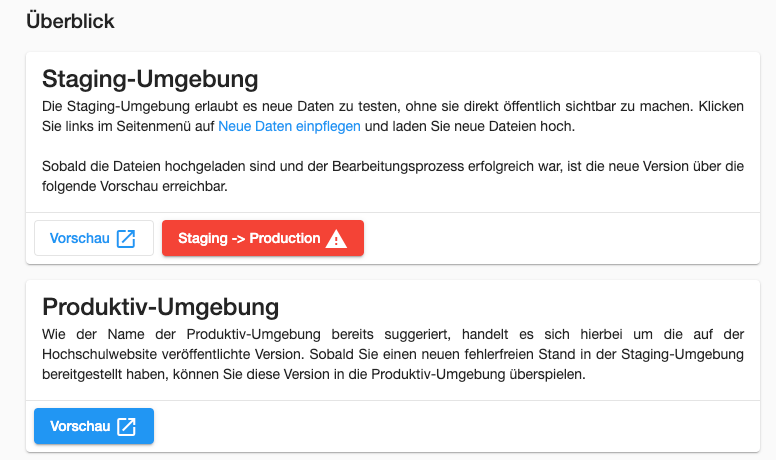 Überblick
Staging-Umgebung
Die Staging-Umgebung erlaubt es neue Daten zu testen, ohne sie direkt öffentlich sichtbar zu machen. Klicken
Sie links im Seitenmenü auf Neue Daten einpflegen und laden Sie neue Dateien hoch.
Sobald die Dateien hochgeladen sind und der Bearbeitungsprozess erfolgreich war, ist die neue Version über die
folgende Vorschau erreichbar.
Vorschau
Staging -> Production
Produktiv-Umgebung
Wie der Name der Produktiv-Umgebung bereits suggeriert, handelt es sich hierbei um die auf der
Hochschulwebsite veröffentlichte Version. Sobald Sie einen neuen fehlerfreien Stand in der Staging-Umgebung
bereitgestellt haben, können Sie diese Version in die Produktiv-Umgebung überspielen.
Vorschau